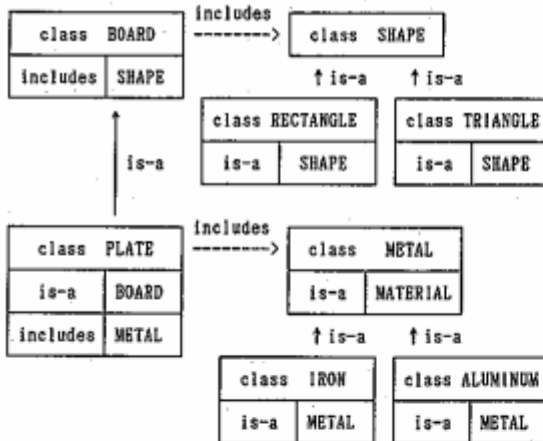 includes
class BOARD
class SHAPE
includes SHAPE
is-a is-a
class RECTANGLE class TRIANGLE
is-a SHAPE is-a SHAPE
is-a
includes
class PLATE
class METAL
is-a BOARD
is-a MATERIAL
includes METAL
is-a is-a
class IRON class ALUMINUM
is-a METAL is-a METAL